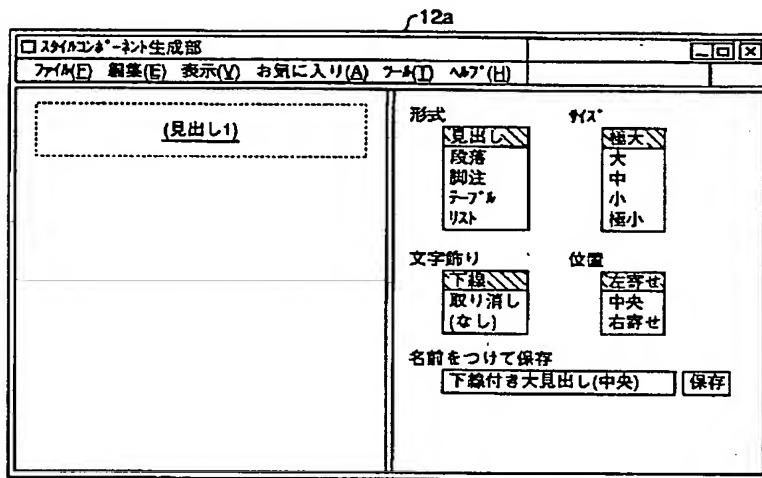 12a
スタイルコンポーネント生成部
ファイル(F) 編集(E) 表示(V) お気に入り(A) ツール(T) ヘルプ(H)
(見出し1)
形式
見出し
段落
脚注
テーブル
リスト
サイズ
極大
大
中
小
極小
文字飾り
下線
取り消し
(なし)
位置
左寄せ
中央
右寄せ
名前をつけて保存
下線付き大見出し(中央)
保存